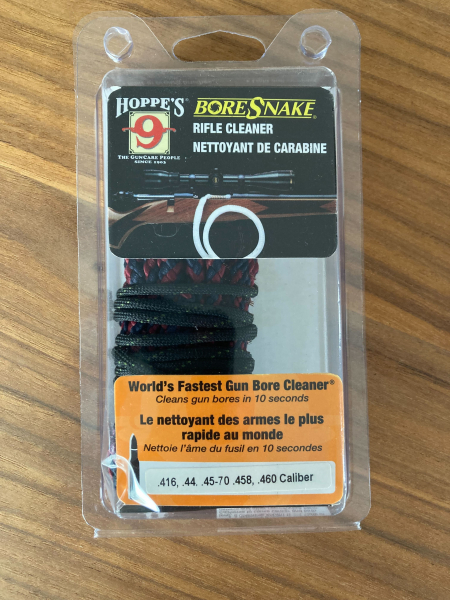 HOPPE'S
9
THE GUNCARE PEOPLE
SINCE 1903
BORESNAKE®
RIFLE CLEANER
NETTOYANT DE CARABINE
World's Fastest Gun Bore Cleaner®
Cleans gun bores in 10 seconds
Le nettoyant des armes le plus
rapide au monde
Nettoie l'âme du fusil en 10 secondes
.416, .44, .45-70 .458, .460 Caliber